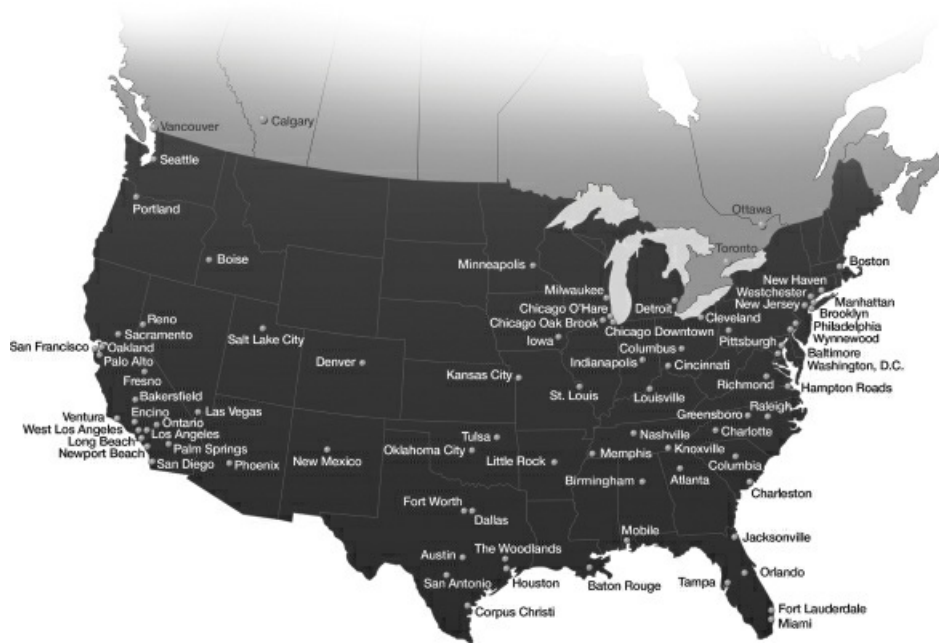 Vancouver
Calgary
Seattle
Portland
Ottawa
Toronto
Boise
Minneapolis
Boston
New Haven
Milwaukee
Westchester
Detroit
Manhattan
Chicago O'Hare
New Jersey
Brooklyn
Cleveland
Chicago Oak Brook
Chicago Downtown
Philadelphia
Reno
Sacramento
Salt Lake City
Iowa
Pittsburgh
Wynnewood
San Francisco
Oakland
Columbus
Baltimore
Palo Alto
Denver
Indianapolis
Cincinnati
Washington, D.C.
Fresno
Kansas City
Richmond
Hampton Roads
Bakersfield
St. Louis
Louisville
Ventura
Encino
Las Vegas
Greensboro
Raleigh
Ontario
West Los Angeles
Los Angeles
Tulsa
Nashville
Charlotte
Long Beach
Palm Springs
New Mexico
Oklahoma City
Memphis
Knoxville
Newport Beach
San Diego
Phoenix
Little Rock
Columbia
Birmingham
Atlanta
Charleston
Fort Worth
Dallas
Mobile
Jacksonville
Austin
The Woodlands
San Antonio
Houston
Baton Rouge
Tampa
Orlando
Corpus Christi
Fort Lauderdale
Miami